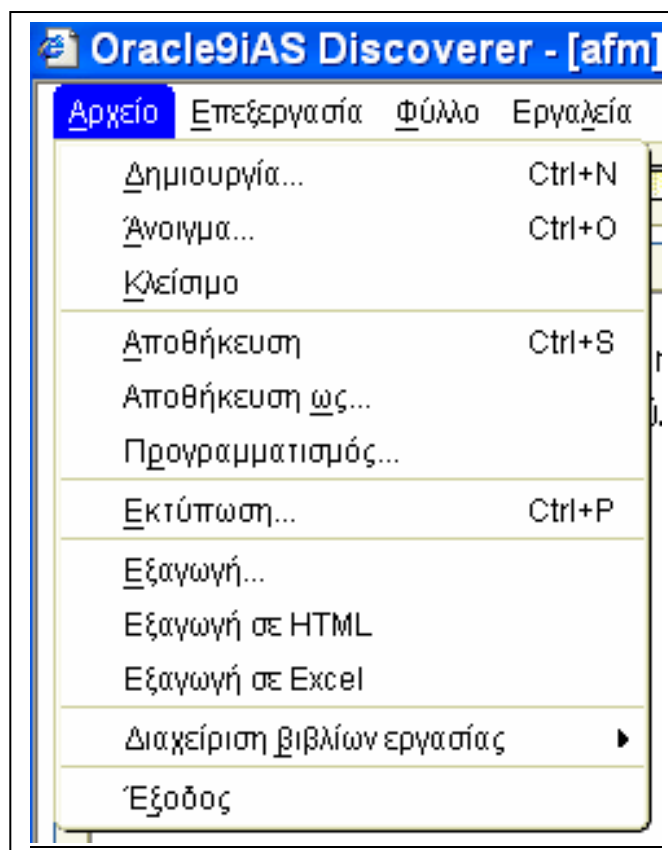 Oracle9iAS Discoverer - [afm]
Αρχείο Επεξεργασία Φύλλο Εργαλεία
Δημιουργία... Ctrl+N
Άνοιγμα... Ctrl+O
Κλείσιμο
Αποθήκευση Ctrl+S
Αποθήκευση ως...
Προγραμματισμός...
Εκτύπωση... Ctrl+P
Εξαγωγή...
Εξαγωγή σε HTML
Εξαγωγή σε Excel
Διαχείριση βιβλίων εργασίας
Έξοδος